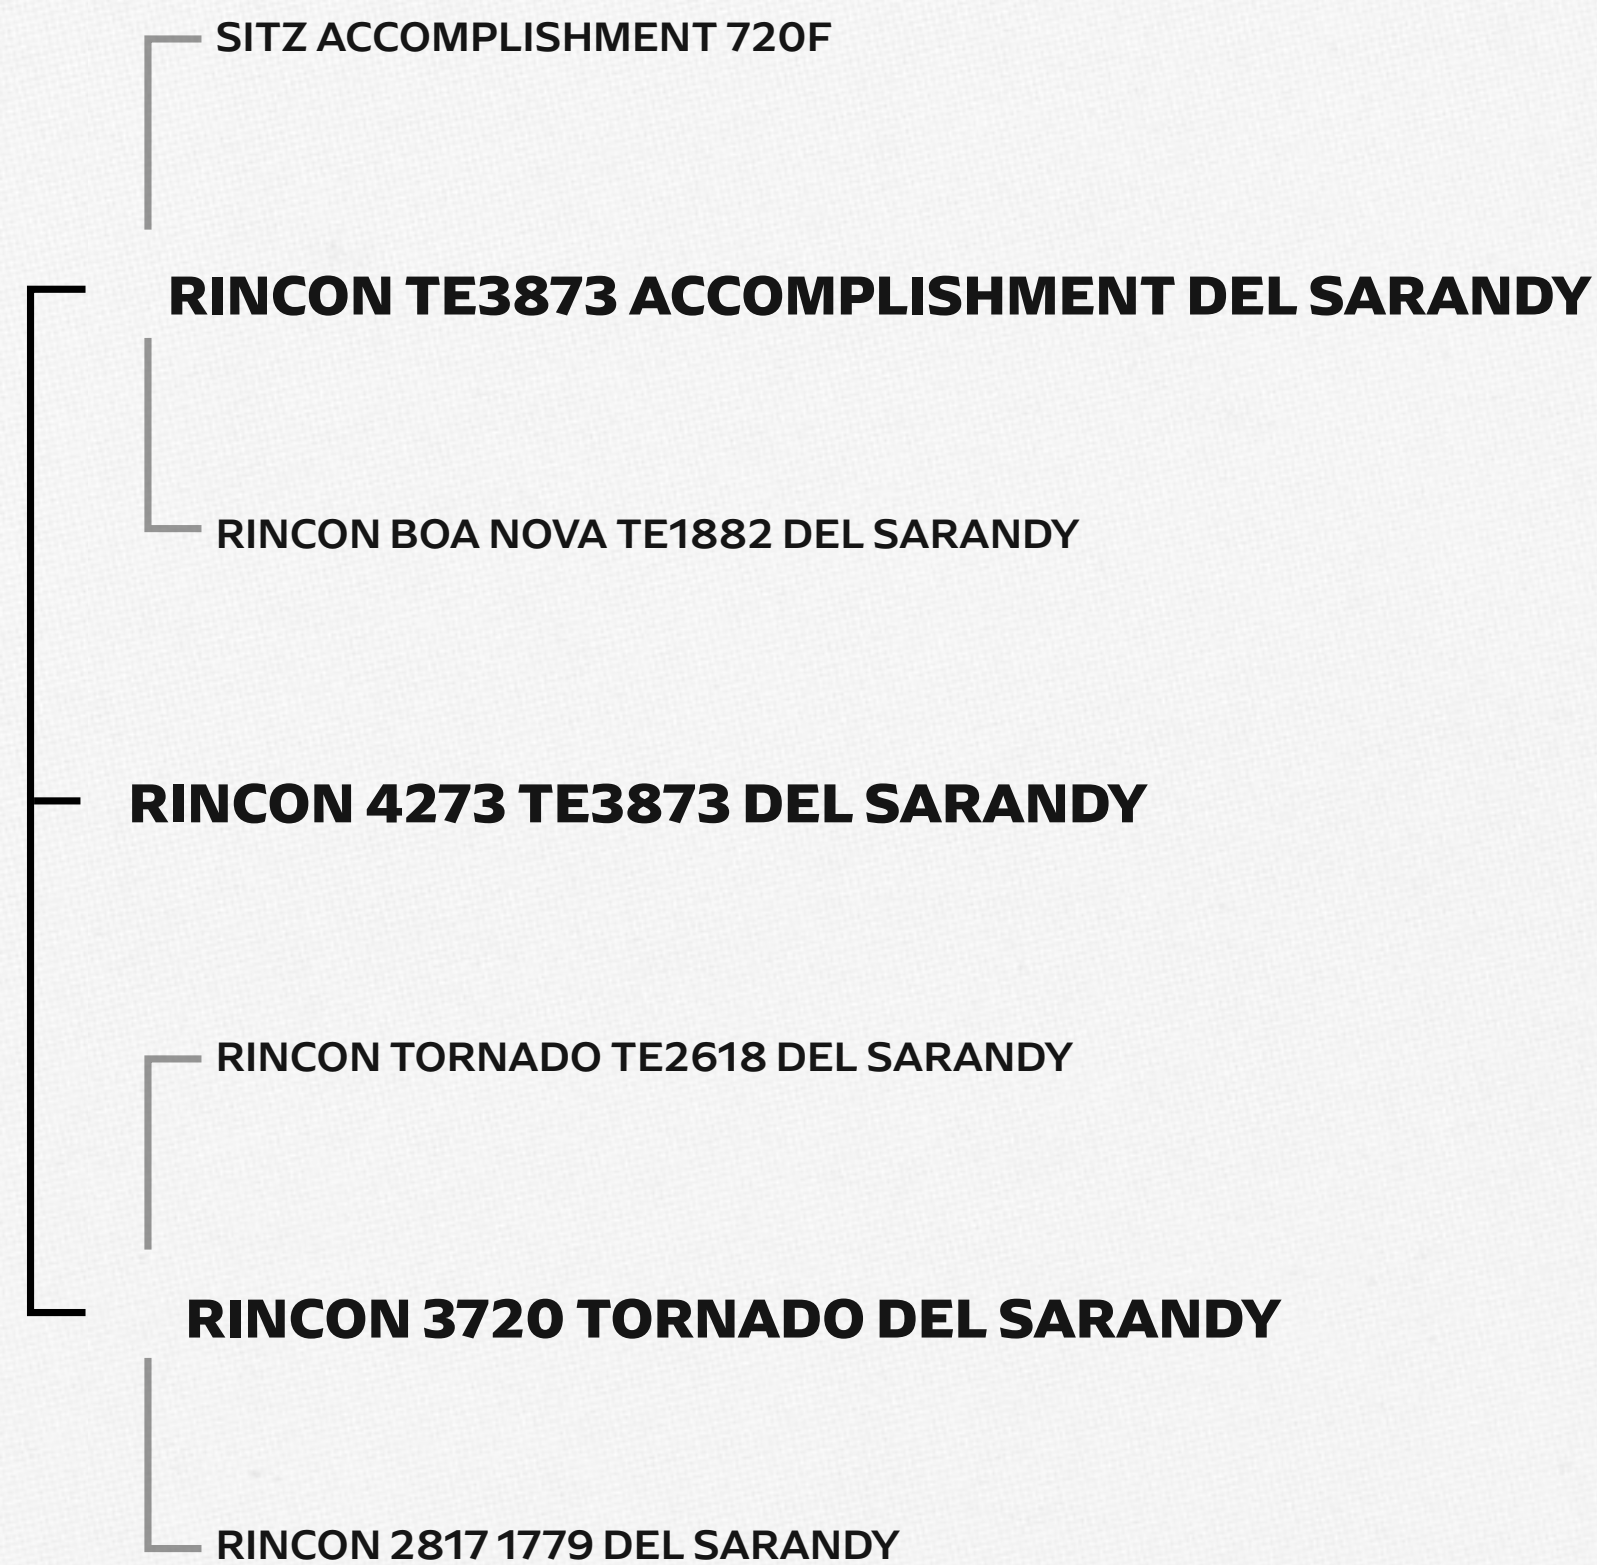 SITZ ACCOMPLISHMENT 720F
RINCON TE3873 ACCOMPLISHMENT DEL SARANDY
RINCON BOA NOVA TE1882 DEL SARANDY
RINCON 4273 TE3873 DEL SARANDY
RINCON TORNADO TE2618 DEL SARANDY
RINCON 3720 TORNADO DEL SARANDY
RINCON 2817 1779 DEL SARANDY